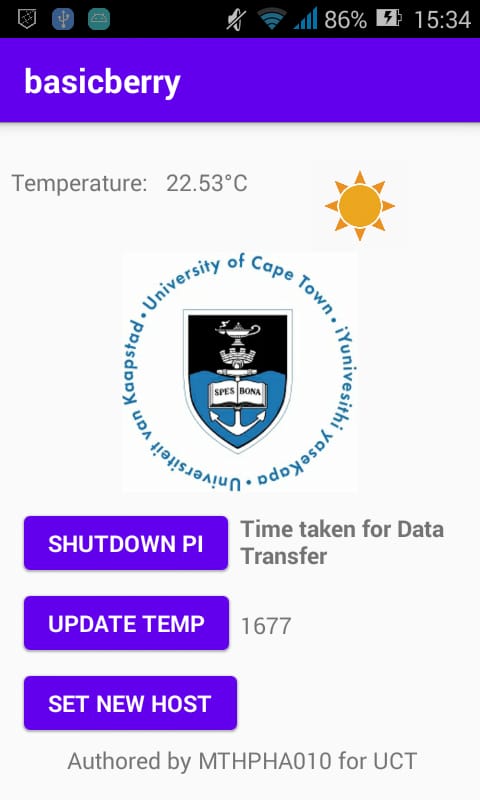 86% 15:34
basicberry
Temperature: 22.53°C
University of Cape Town • iYunivesithi yaseKapa • Universiteit van Kaapstad •
SPES BONA
SHUTDOWN PI
Time taken for Data
Transfer
UPDATE TEMP
1677
SET NEW HOST
Authored by MTHPHA010 for UCT